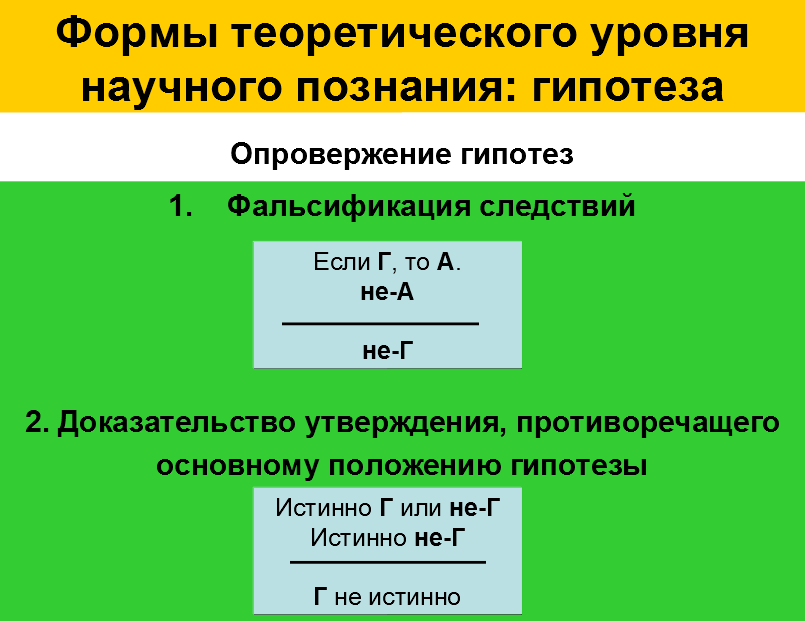 Формы теоретического уровня
научного познания: гипотеза
Опровержение гипотез
1. Фальсификация следствий
Если Г, то А.
не-А
не-Г
2. Доказательство утверждения, противоречащего
основному положению гипотезы
Истинно Г или не-Г
Истинно не-Г
Г не истинно